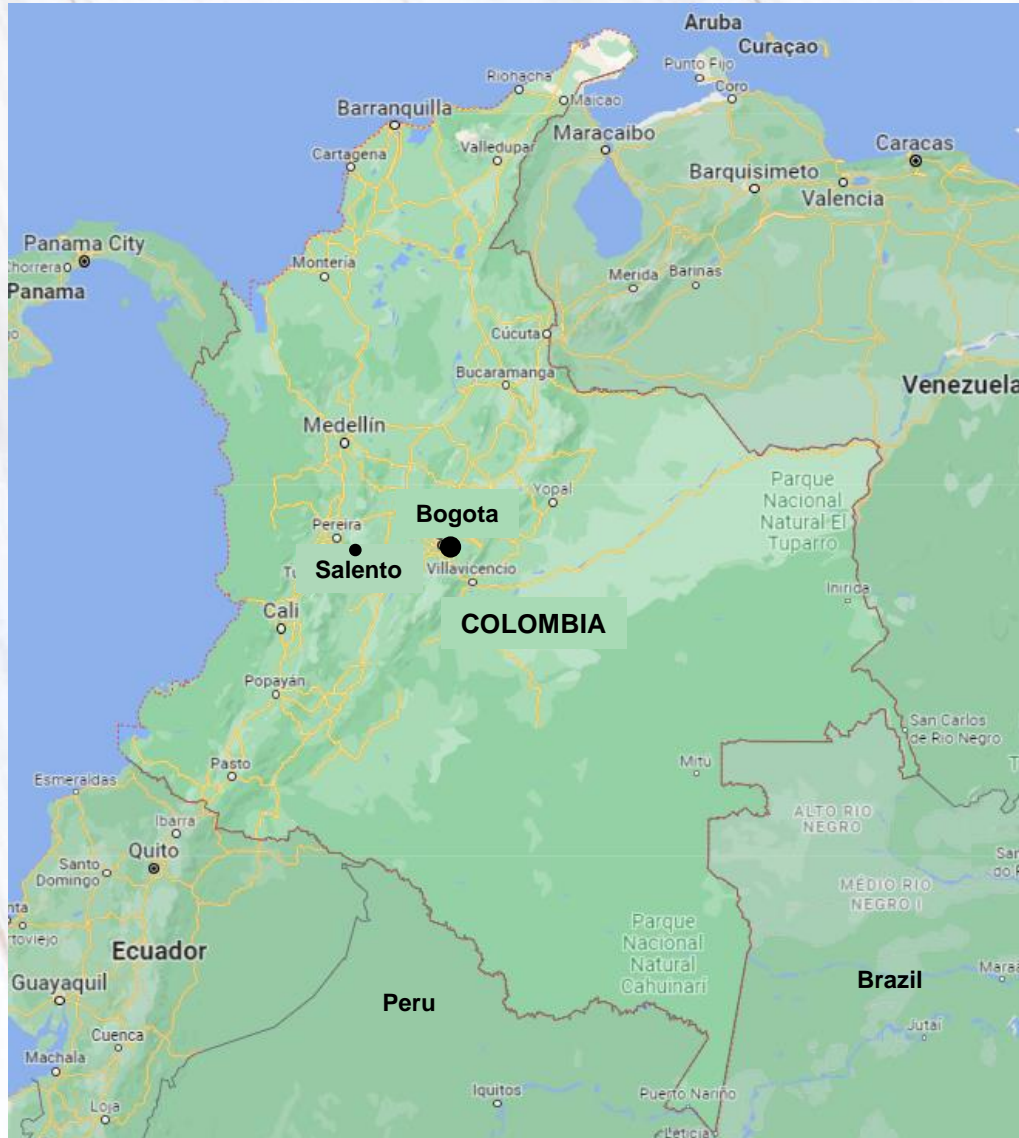 Aruba
Curaçao
Riohacha
Punto Fijo
Maicao
Coro
Barranquilla
Maracaibo
Caracas
Cartagena
Valledupar
Barquisimeto
Valencia
Panama City
Chorrera
Panama
Montería
Merida
Barinas
Cúcuta
Bucaramanga
Venezuela
Medellín
Parque
Nacional
Natural El
Tuparro
Yopal
Bogota
Pereira
Salento
Villavicencio
Inirida
Cali
COLOMBIA
Popayán
San Carlos
de Rio Negro
Mitú
Pasto
Esmeraldas
ALTO RIO
NEGRO
Ibarra
Quito
Santo
Domingo
MÉDIO RIO
NEGRO I
Parque
Nacional
Natural
Cahuinari
Ecuador
Brazil
Guayaquil
Peru
Cuenca
Jutaí
Machala
Iquitos
Puerto Nariño
Loja
Leticia